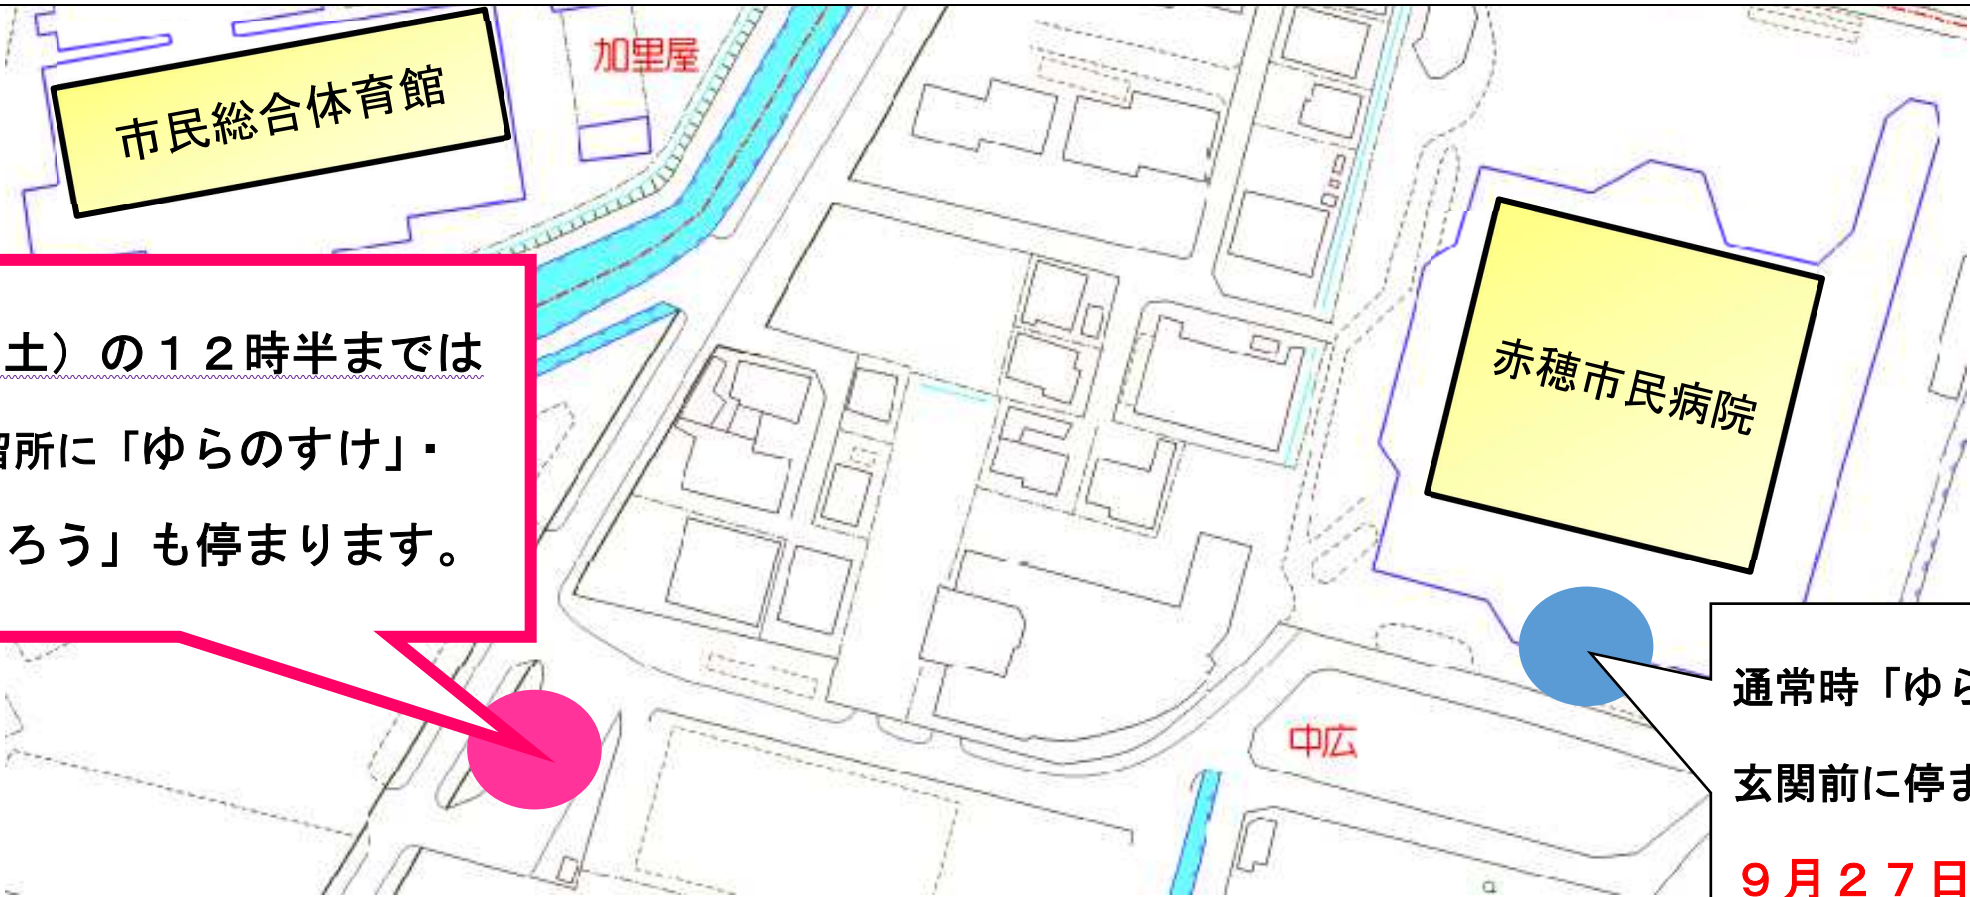 加里屋
市民総合体育館
土）の１２時半までは
留所に「ゆらのすけ」・
ろう」も停まります。
赤穂市民病院
中広
通常時「ゆら
玄関前に停ま
９月２７日